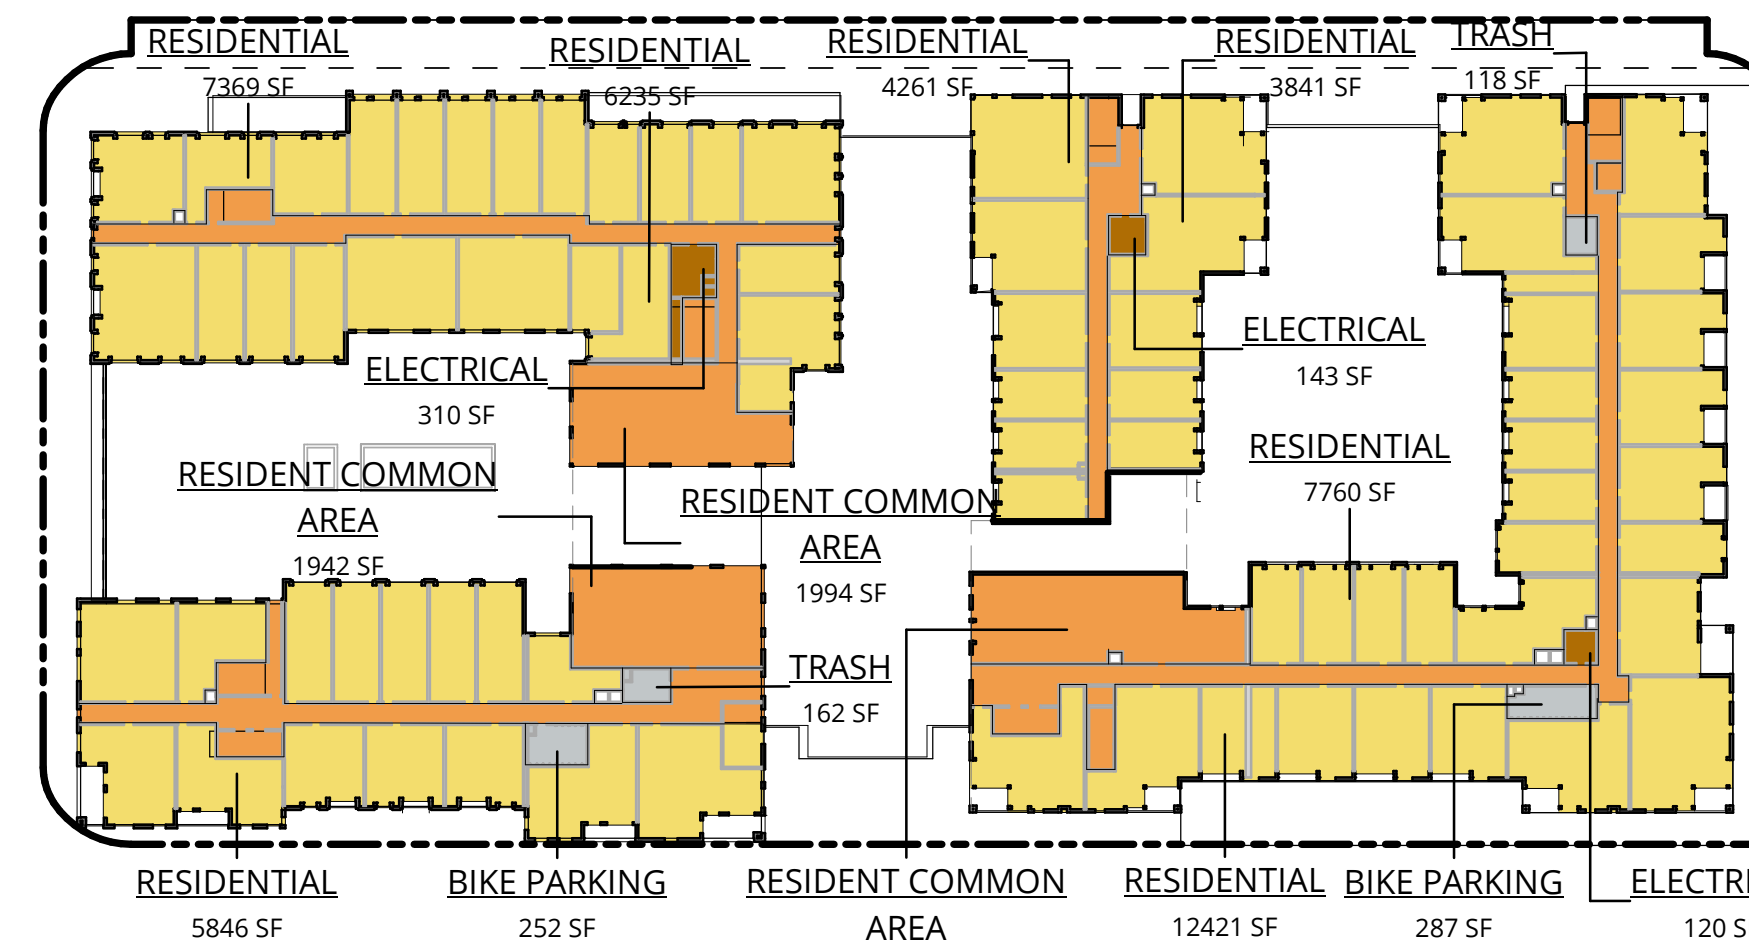 RESIDENTIAL
7369 SF
RESIDENTIAL
6235 SF
RESIDENTIAL
4261 SF
RESIDENTIAL
3841 SF
TRASH
118 SF
ELECTRICAL
310 SF
ELECTRICAL
143 SF
RESIDENT COMMON
AREA
1942 SF
RESIDENT COMMON
AREA
1994 SF
RESIDENTIAL
7760 SF
TRASH
162 SF
RESIDENTIAL
5846 SF
BIKE PARKING
252 SF
RESIDENT COMMON
AREA
RESIDENTIAL
12421 SF
BIKE PARKING
287 SF
ELECTRI
120 S